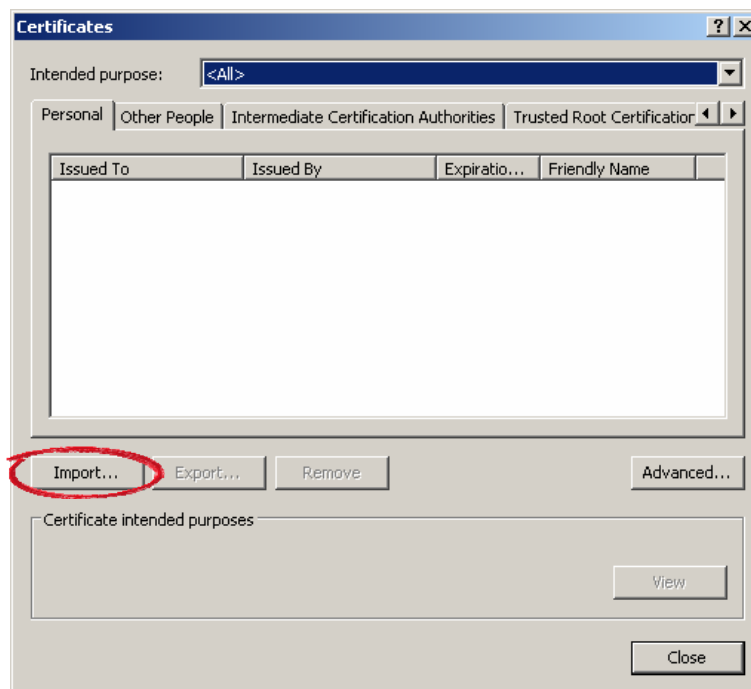 Certificates
Intended purpose: <All>
Personal Other People Intermediate Certification Authorities Trusted Root Certification
Issued To Issued By Expiratio... Friendly Name
Import... Export... Remove Advanced...
Certificate intended purposes
View
Close